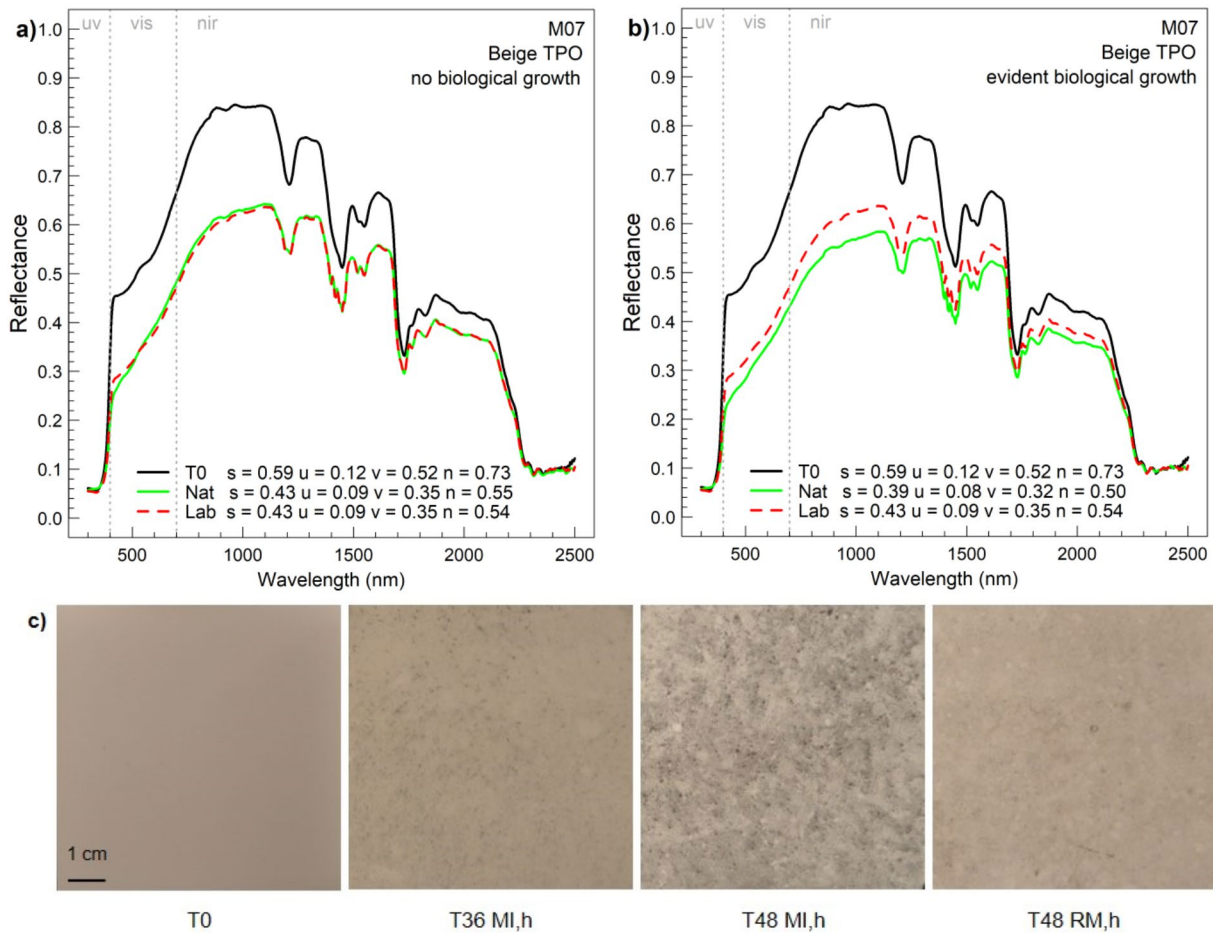 a)
uv vis nir
M07
Beige TPO
no biological growth
1.0
0.9
0.8
0.7
0.6
0.5
0.4
0.3
0.2
0.1
0.0
Reflectance
T0 s = 0.59 u = 0.12 v = 0.52 n = 0.73
Nat s = 0.43 u = 0.09 v = 0.35 n = 0.55
Lab s = 0.43 u = 0.09 v = 0.35 n = 0.54
500 1000 1500 2000 2500
Wavelength (nm)
b)
uv vis nir
M07
Beige TPO
evident biological growth
1.0
0.9
0.8
0.7
0.6
0.5
0.4
0.3
0.2
0.1
0.0
Reflectance
T0 s = 0.59 u = 0.12 v = 0.52 n = 0.73
Nat s = 0.39 u = 0.08 v = 0.32 n = 0.50
Lab s = 0.43 u = 0.09 v = 0.35 n = 0.54
500 1000 1500 2000 2500
Wavelength (nm)
c)
1 cm
T0 T36 MI,h T48 MI,h T48 RM,h